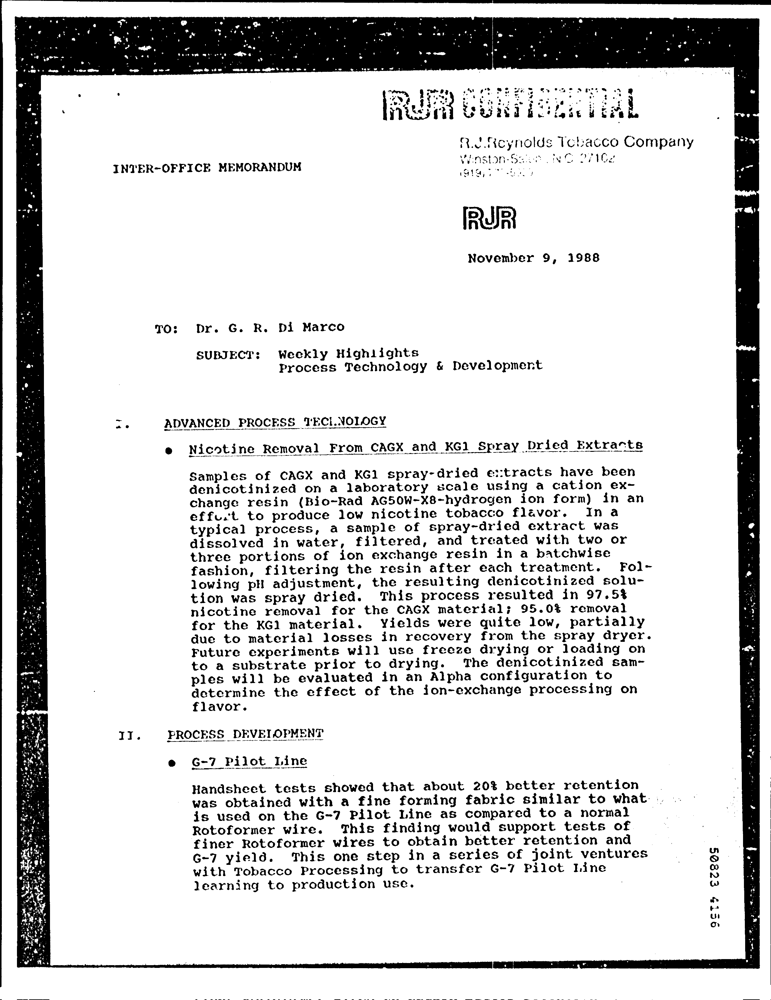 RJR CONFIDENTIAL
R.J.Reynolds Tobacco Company
Winston-Salem, N.C. 27102
INTER-OFFICE MEMORANDUM
RJR
November 9, 1988
TO: Dr. G. R. Di Marco
SUBJECT: Weekly Highlights
Process Technology & Development
I. ADVANCED PROCESS TECHNOLOGY
• Nicotine Removal From CAGX and KG1 Spray Dried Extracts
Samples of CAGX and KG1 spray-dried extracts have been
denicotinized on a laboratory scale using a cation ex-
change resin (Bio-Rad AG50W-X8-hydrogen ion form) in an
effort to produce low nicotine tobacco flavor. In a
typical process, a sample of spray-dried extract was
dissolved in water, filtered, and treated with two or
three portions of ion exchange resin in a batchwise
fashion, filtering the resin after each treatment. Fol-
lowing pH adjustment, the resulting denicotinized solu-
tion was spray dried. This process resulted in 97.5%
nicotine removal for the CAGX material; 95.0% removal
for the KG1 material. Yields were quite low, partially
due to material losses in recovery from the spray dryer.
Future experiments will use freeze drying or loading on
to a substrate prior to drying. The denicotinized sam-
ples will be evaluated in an Alpha configuration to
determine the effect of the ion-exchange processing on
flavor.
II. PROCESS DEVELOPMENT
• G-7 Pilot Line
Handsheet tests showed that about 20% better retention
was obtained with a fine forming fabric similar to what
is used on the G-7 Pilot Line as compared to a normal
Rotoformer wire. This finding would support tests of
finer Rotoformer wires to obtain better retention and
G-7 yield. This one step in a series of joint ventures
with Tobacco Processing to transfer G-7 Pilot Line
learning to production use.
50823 4156